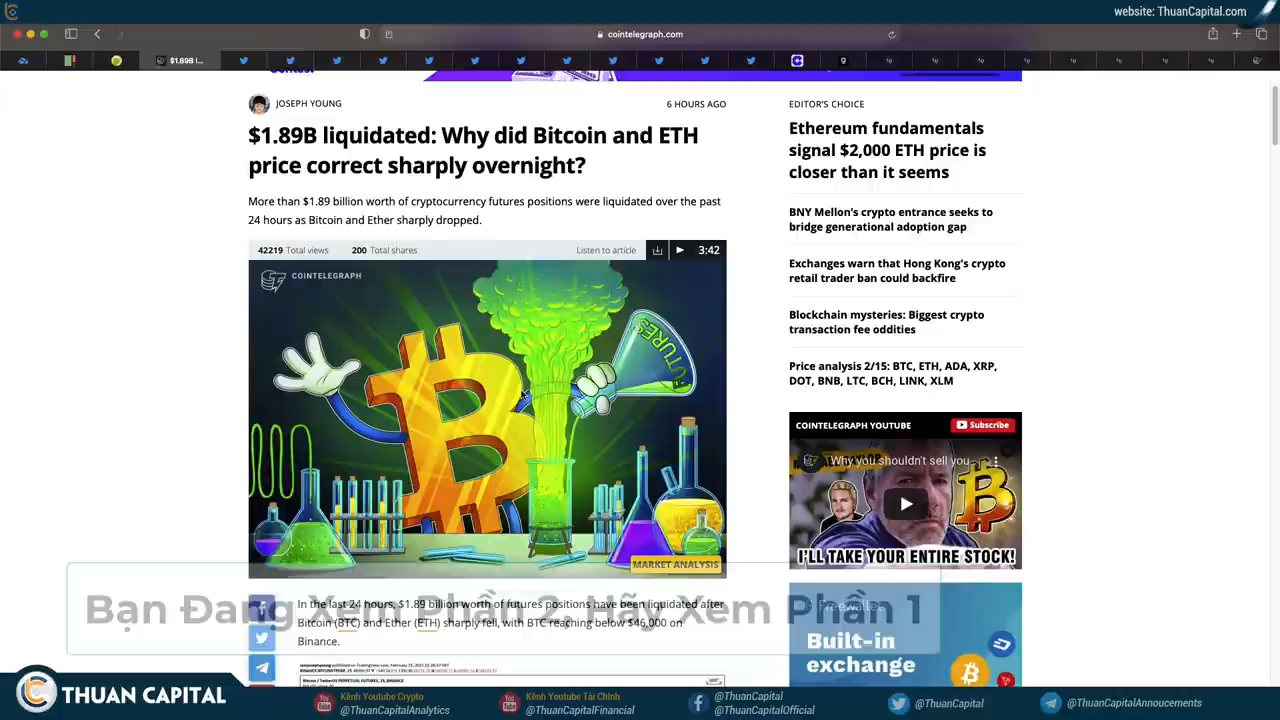 website: ThuanCapital.com
cointelegraph.com
$1.89B l...
JOSEPH YOUNG
6 HOURS AGO
$1.89B liquidated: Why did Bitcoin and ETH
price correct sharply overnight?
More than $1.89 billion worth of cryptocurrency futures positions were liquidated over the past
24 hours as Bitcoin and Ether sharply dropped.
42219 Total views
200 Total shares
Listen to article
3:42
COINTELEGRAPH
FUTURES
MARKET ANALYSIS
In the last 24 hours, $1.89 billion worth of futures positions have been liquidated after
Bitcoin (BTC) and Ether (ETH) sharply fell, with BTC reaching below $46,000 on
Binance.
EDITOR'S CHOICE
Ethereum fundamentals
signal $2,000 ETH price is
closer than it seems
BNY Mellon's crypto entrance seeks to
bridge generational adoption gap
Exchanges warn that Hong Kong's crypto
retail trader ban could backfire
Blockchain mysteries: Biggest crypto
transaction fee oddities
Price analysis 2/15: BTC, ETH, ADA, XRP,
DOT, BNB, LTC, BCH, LINK, XLM
COINTELEGRAPH YOUTUBE
Subscribe
Why you shouldn't sell you
I'LL TAKE YOUR ENTIRE STOCK!
Freewallet
Built-in
exchange
Bạn Đang Xem Phần 2, Hãy Xem Phần 1
THUAN CAPITAL
Kênh Youtube Crypto
@ThuanCapitalAnalytics
Kênh Youtube Tài Chính
@ThuanCapitalFinancial
@ThuanCapital
@ThuanCapitalOfficial
@ThuanCapital
@ThuanCapitalAnnoucements